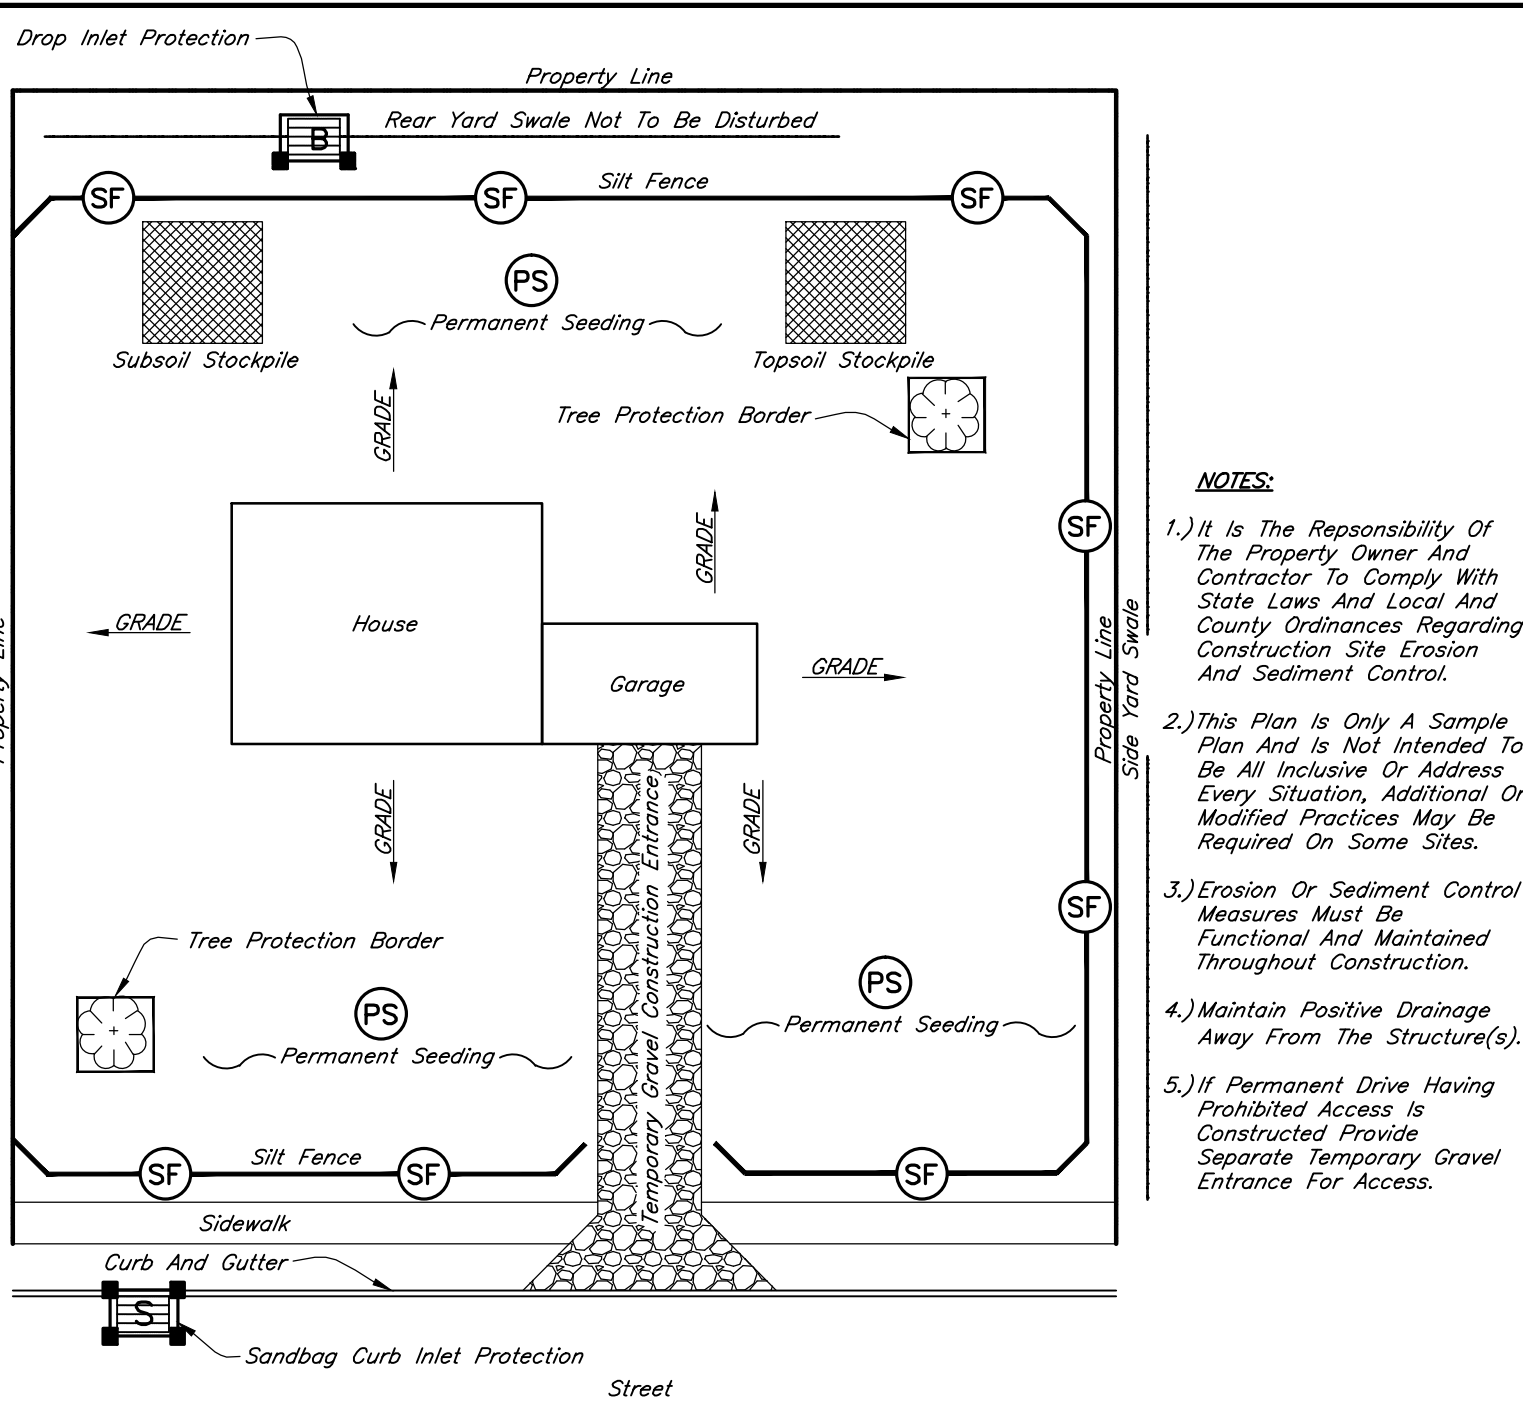 Drop Inlet Protection
Property Line
Rear Yard Swale Not To Be Disturbed
B
SF
Silt Fence
SF
SF
PS
Permanent Seeding
Subsoil Stockpile
Topsoil Stockpile
Tree Protection Border
GRADE
GRADE
SF
GRADE
House
Garage
GRADE
Property Line
Property Line
Side Yard Swale
GRADE
GRADE
Temporary Gravel Construction Entrance
SF
Tree Protection Border
PS
Permanent Seeding
PS
Permanent Seeding
SF
Silt Fence
SF
SF
Sidewalk
Curb And Gutter
S
Sandbag Curb Inlet Protection
Street
NOTES:
1.) It Is The Repsonsibility Of
The Property Owner And
Contractor To Comply With
State Laws And Local And
County Ordinances Regarding
Construction Site Erosion
And Sediment Control.
2.) This Plan Is Only A Sample
Plan And Is Not Intended To
Be All Inclusive Or Address
Every Situation, Additional Or
Modified Practices May Be
Required On Some Sites.
3.) Erosion Or Sediment Control
Measures Must Be
Functional And Maintained
Throughout Construction.
4.) Maintain Positive Drainage
Away From The Structure(s).
5.) If Permanent Drive Having
Prohibited Access Is
Constructed Provide
Separate Temporary Gravel
Entrance For Access.